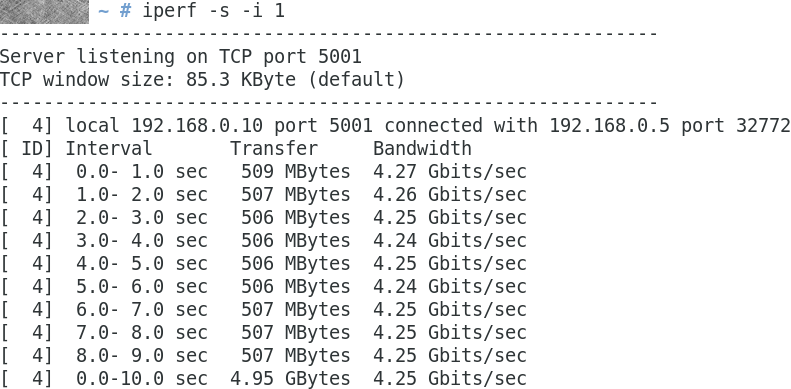 ~ # iperf -s -i 1
------------------------------------------------------------
Server listening on TCP port 5001
TCP window size: 85.3 KByte (default)
------------------------------------------------------------
[  4] local 192.168.0.10 port 5001 connected with 192.168.0.5 port 32772
[ ID] Interval       Transfer     Bandwidth
[  4]  0.0- 1.0 sec   509 MBytes  4.27 Gbits/sec
[  4]  1.0- 2.0 sec   507 MBytes  4.26 Gbits/sec
[  4]  2.0- 3.0 sec   506 MBytes  4.25 Gbits/sec
[  4]  3.0- 4.0 sec   506 MBytes  4.24 Gbits/sec
[  4]  4.0- 5.0 sec   506 MBytes  4.25 Gbits/sec
[  4]  5.0- 6.0 sec   506 MBytes  4.24 Gbits/sec
[  4]  6.0- 7.0 sec   507 MBytes  4.25 Gbits/sec
[  4]  7.0- 8.0 sec   507 MBytes  4.25 Gbits/sec
[  4]  8.0- 9.0 sec   507 MBytes  4.25 Gbits/sec
[  4]  0.0-10.0 sec  4.95 GBytes  4.25 Gbits/sec